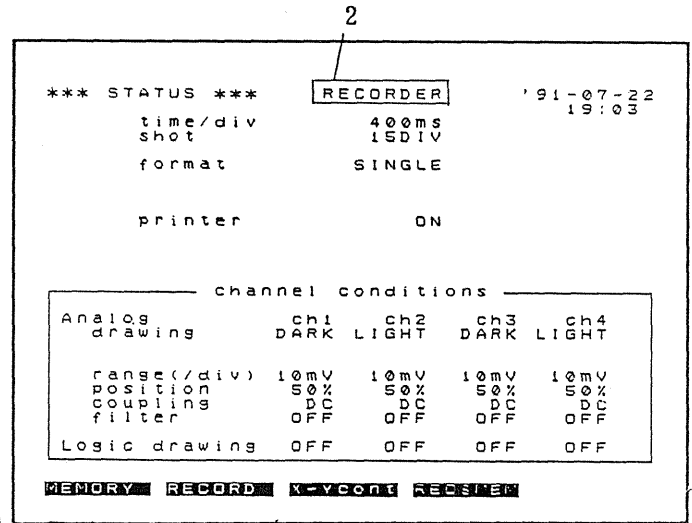 2
*** STATUS *** RECORDER '91-07-22
19:03
time/div 400ms
shot 15DIV
format SINGLE
printer ON
channel conditions
Analog ch1 ch2 ch3 ch4
drawing DARK LIGHT DARK LIGHT
range(/div) 10mV 10mV 10mV 10mV
position 50% 50% 50% 50%
coupling DC DC DC DC
filter OFF OFF OFF OFF
Logic drawing OFF OFF OFF OFF
MEMORY RECORD X-Ycont